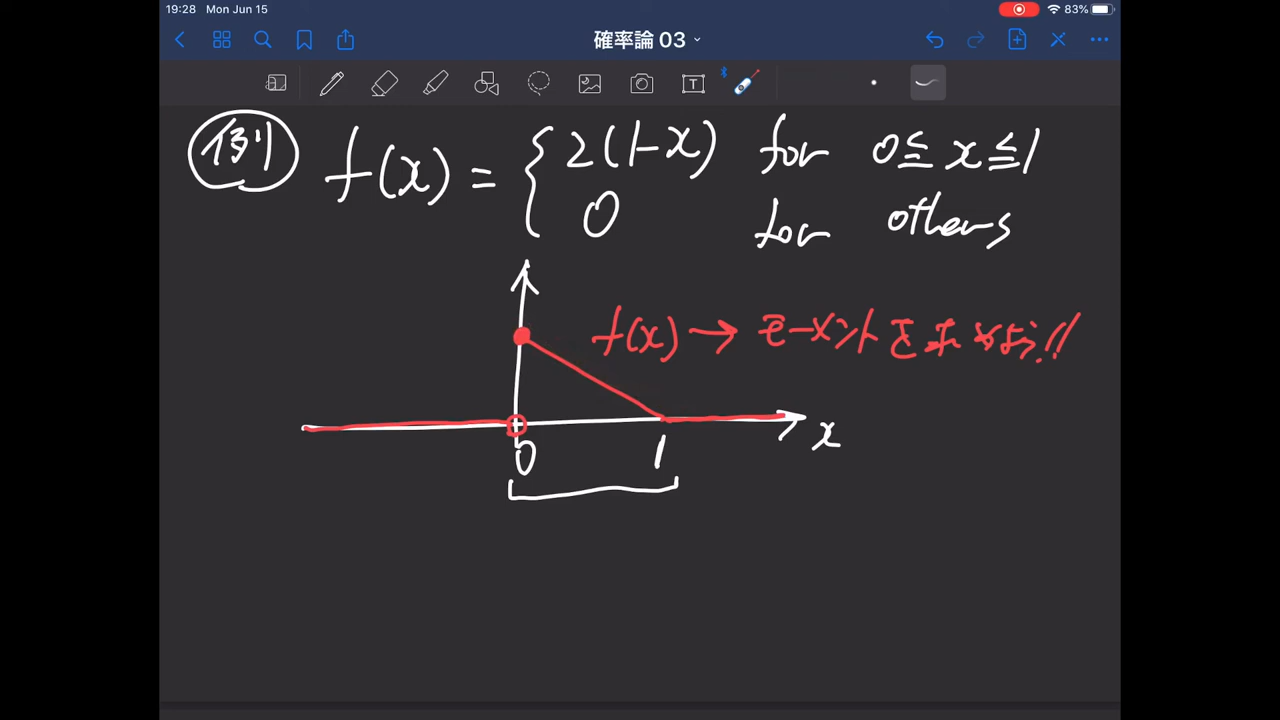 19:28 Mon Jun 15
83%
確率論 03
T
例 f(x) = { 2(1-x) for 0≦x≦1
0 for others
f(x) → モーメントを求めよう!!
x
0 1